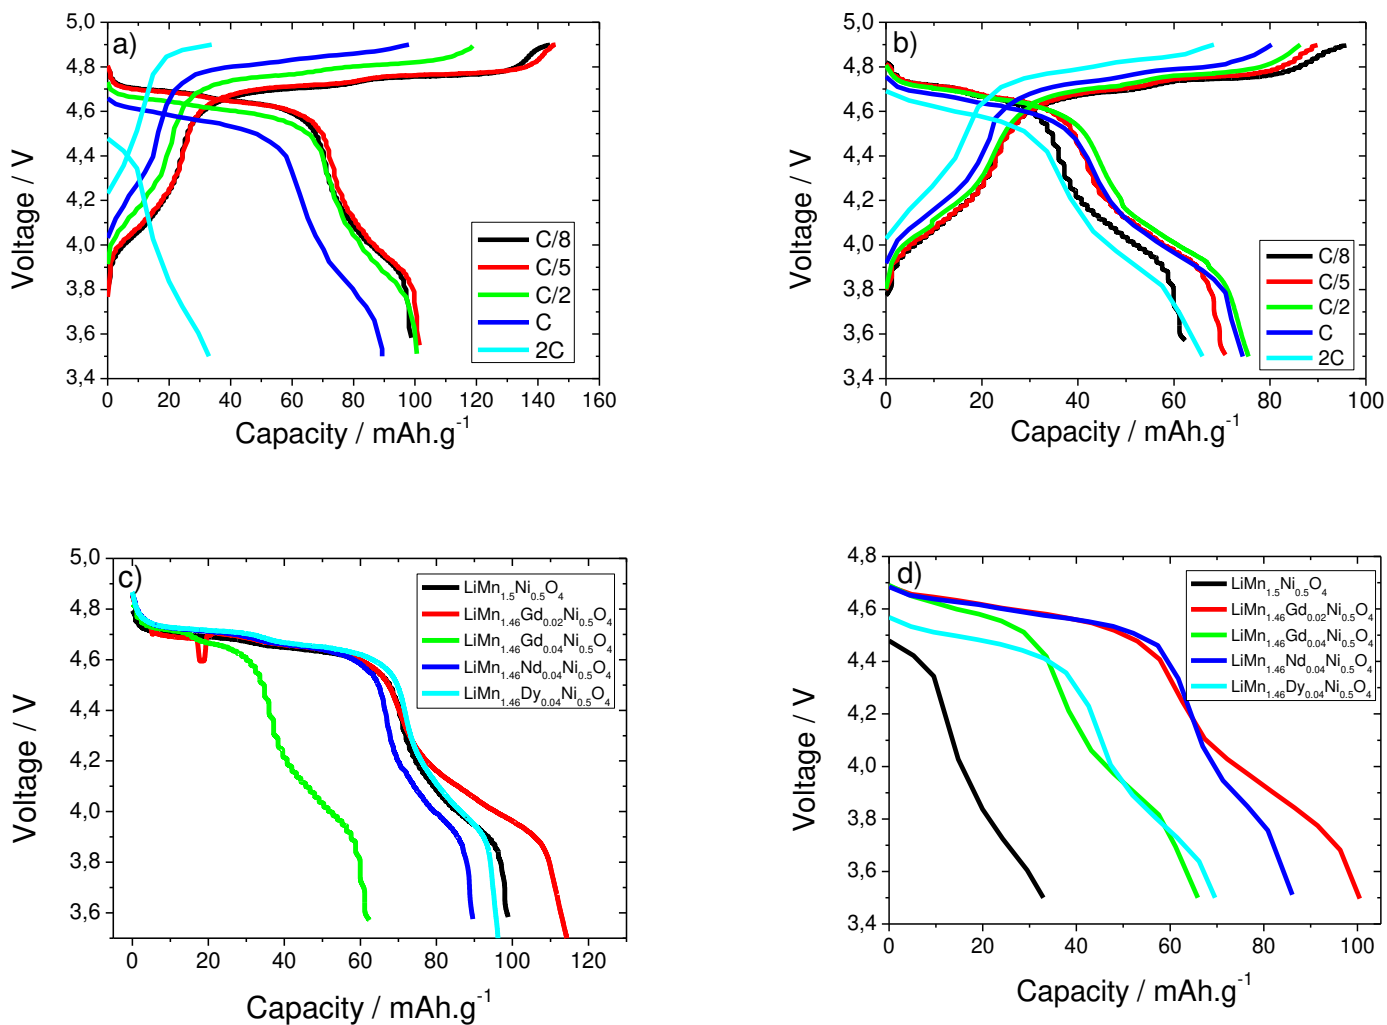 a)
5,0
4,8
4,6
4,4
4,2
4,0
3,8
3,6
3,4
Voltage / V
0 20 40 60 80 100 120 140 160
Capacity / mAh.g⁻¹
C/8
C/5
C/2
C
2C
b)
5,0
4,8
4,6
4,4
4,2
4,0
3,8
3,6
3,4
Voltage / V
0 20 40 60 80 100
Capacity / mAh.g⁻¹
C/8
C/5
C/2
C
2C
c)
5,0
4,8
4,6
4,4
4,2
4,0
3,8
3,6
Voltage / V
0 20 40 60 80 100 120
Capacity / mAh.g⁻¹
LiMn₁.₅Ni₀.₅O₄
LiMn₁.₄₆Gd₀.₀₂Ni₀.₅O₄
LiMn₁.₄₆Gd₀.₀₄Ni₀.₅O₄
LiMn₁.₄₆Nd₀.₀₄Ni₀.₅O₄
LiMn₁.₄₆Dy₀.₀₄Ni₀.₅O₄
d)
4,8
4,6
4,4
4,2
4,0
3,8
3,6
3,4
Voltage / V
0 20 40 60 80 100
Capacity / mAh.g⁻¹
LiMn₁.₅Ni₀.₅O₄
LiMn₁.₄₆Gd₀.₀₂Ni₀.₅O₄
LiMn₁.₄₆Gd₀.₀₄Ni₀.₅O₄
LiMn₁.₄₆Nd₀.₀₄Ni₀.₅O₄
LiMn₁.₄₆Dy₀.₀₄Ni₀.₅O₄